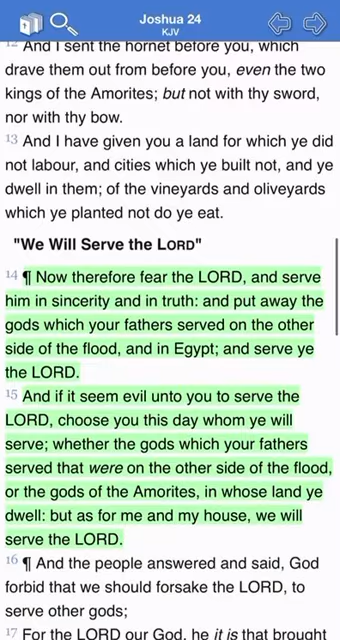 Joshua 24
KJV
12 And I sent the hornet before you, which
drave them out from before you, even the two
kings of the Amorites; but not with thy sword,
nor with thy bow.
13 And I have given you a land for which ye did
not labour, and cities which ye built not, and ye
dwell in them; of the vineyards and oliveyards
which ye planted not do ye eat.
"We Will Serve the LORD"
14 ¶ Now therefore fear the LORD, and serve
him in sincerity and in truth: and put away the
gods which your fathers served on the other
side of the flood, and in Egypt; and serve ye
the LORD.
15 And if it seem evil unto you to serve the
LORD, choose you this day whom ye will
serve; whether the gods which your fathers
served that were on the other side of the flood,
or the gods of the Amorites, in whose land ye
dwell: but as for me and my house, we will
serve the LORD.
16 ¶ And the people answered and said, God
forbid that we should forsake the LORD, to
serve other gods;
17 For the LORD our God, he it is that brought